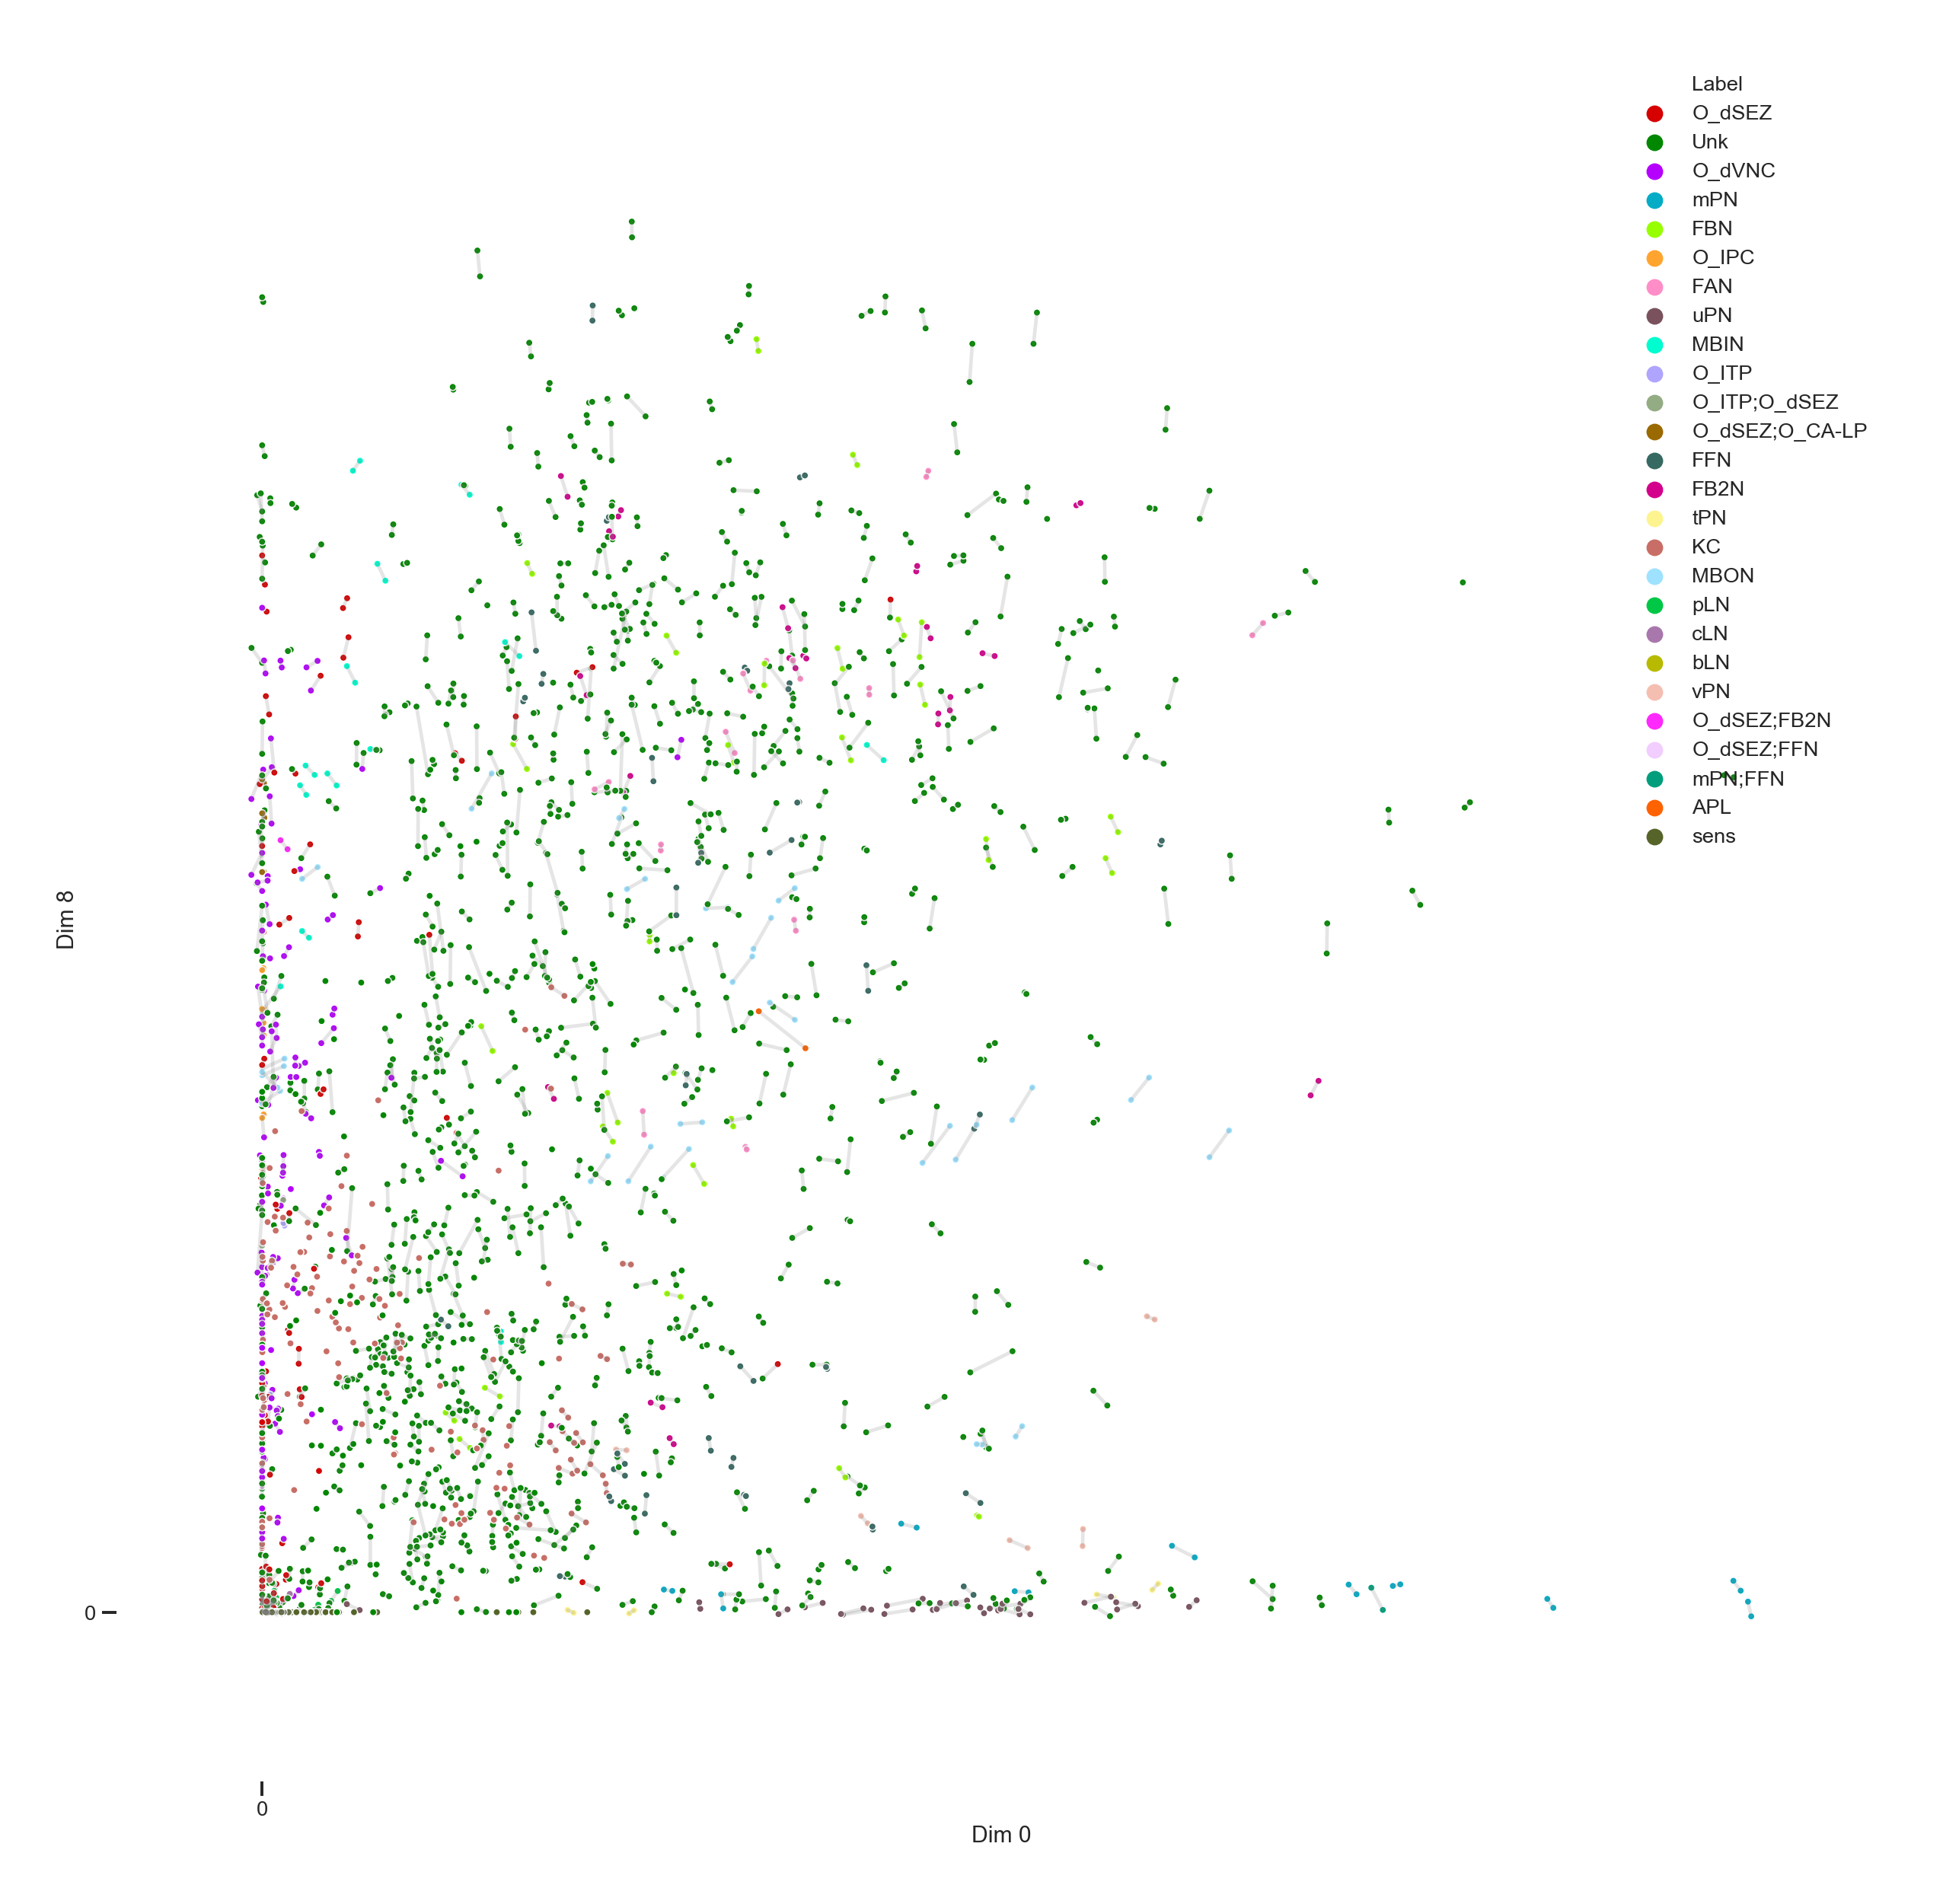 Label
O_dSEZ
Unk
O_dVNC
mPN
FBN
O_IPC
FAN
uPN
MBIN
O_ITP
O_ITP;O_dSEZ
O_dSEZ;O_CA-LP
FFN
FB2N
tPN
KC
MBON
pLN
cLN
bLN
vPN
O_dSEZ;FB2N
O_dSEZ;FFN
mPN;FFN
APL
sens
Dim 8
0
0
Dim 0